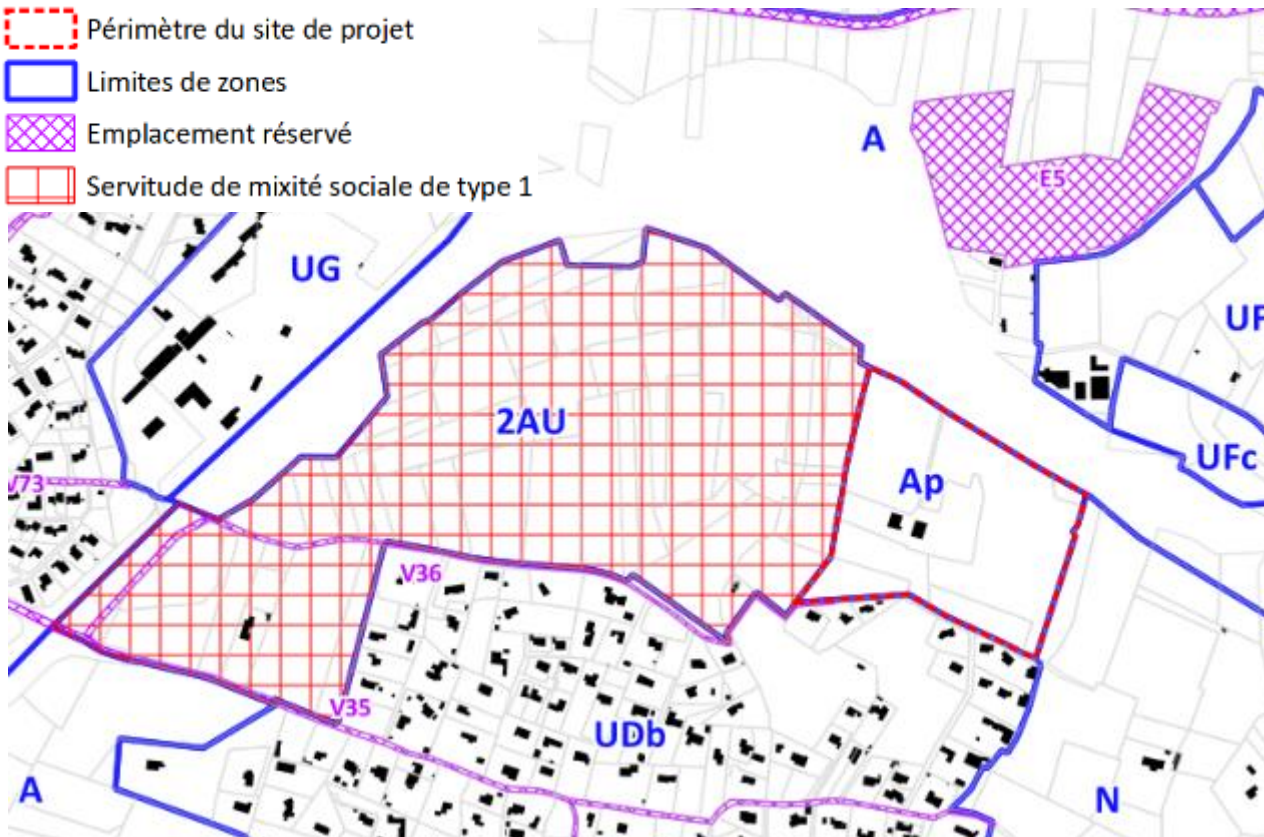 Périmètre du site de projet
Limites de zones
Emplacement réservé
Servitude de mixité sociale de type 1
A
E5
UG
UF
2AU
UFc
Ap
V73
V36
V35
UDb
A
N